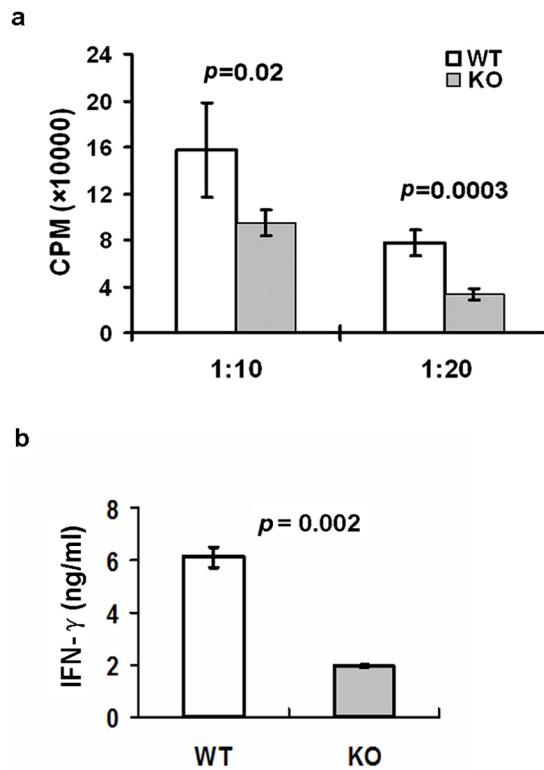 a
24
20
16
12
8
4
0
CPM (×10000)
p=0.02
p=0.0003
WT
KO
1:10
1:20
b
8
6
4
2
0
IFN- γ (ng/ml)
p = 0.002
WT
KO